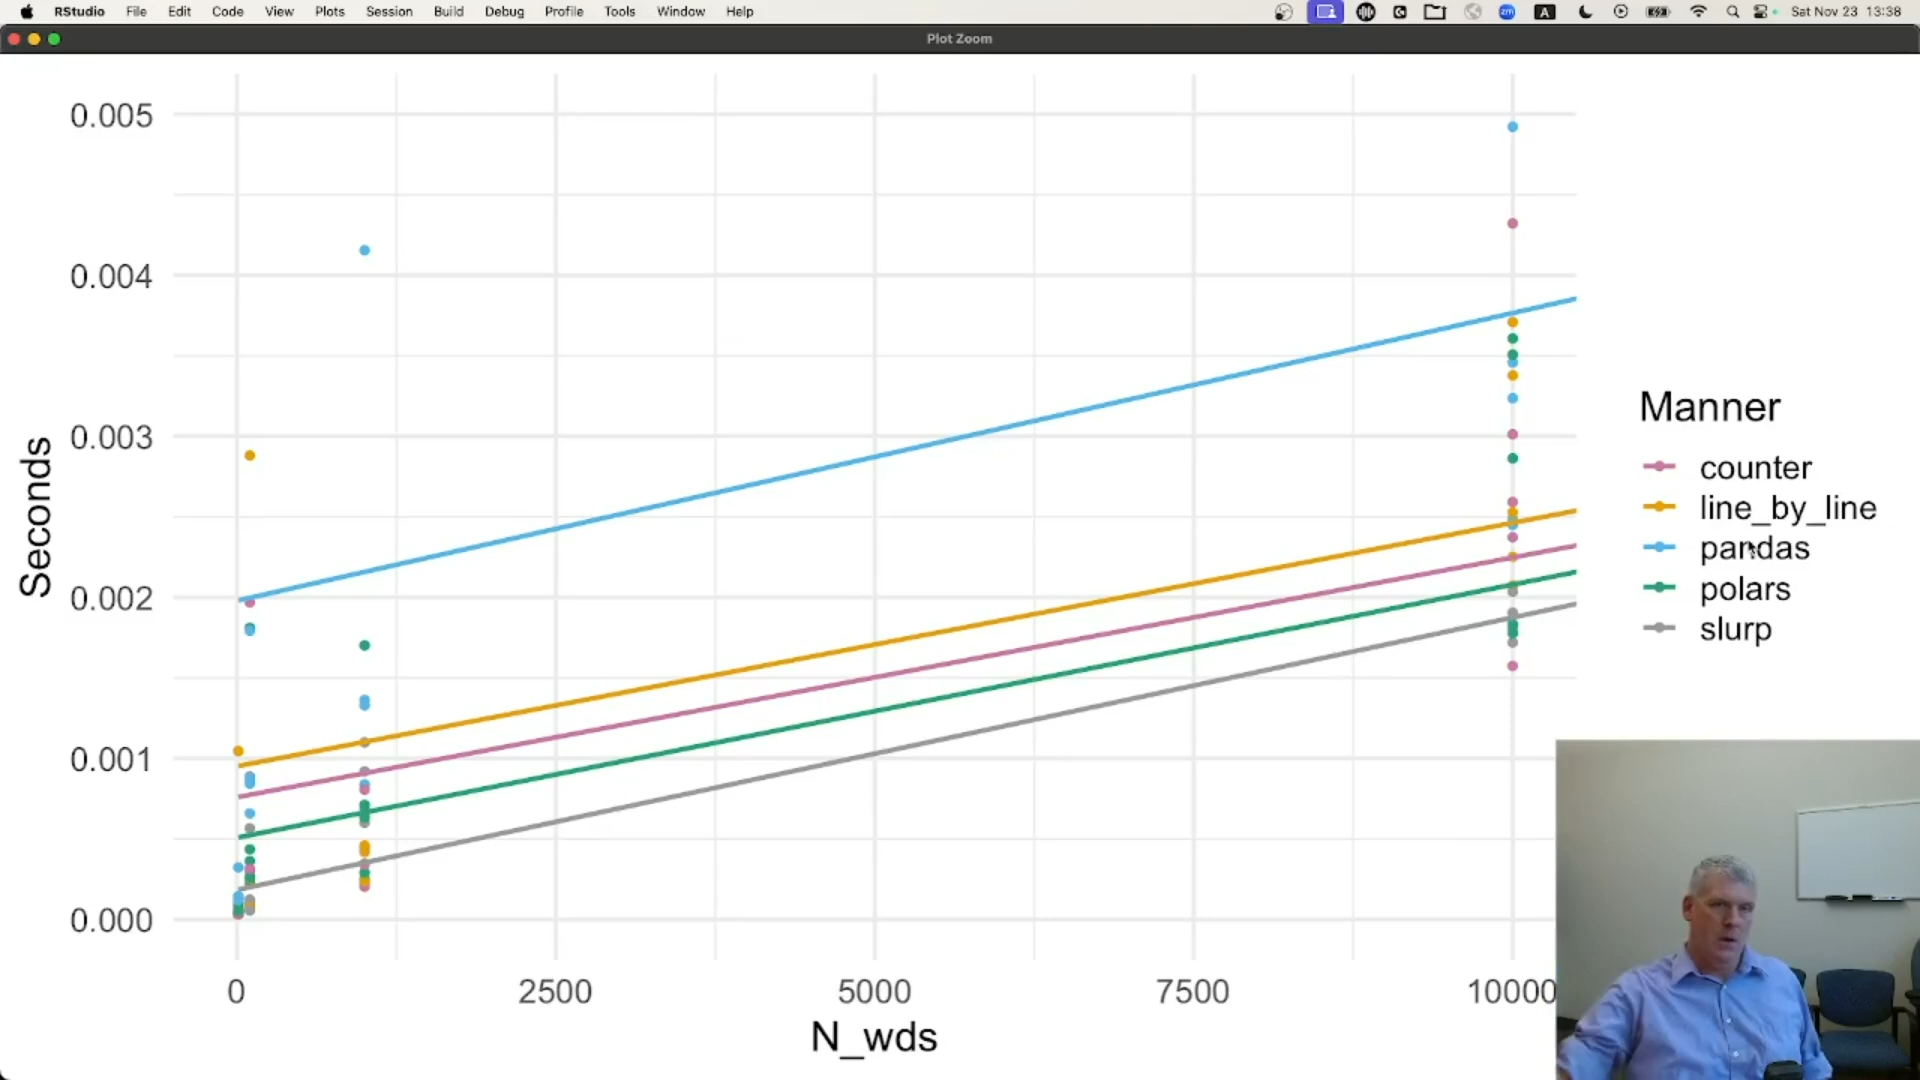 RStudio File Edit Code View Plots Session Build Debug Profile Tools Window Help zm A Sat Nov 23 13:38
Plot Zoom
0.005
0.004
0.003
0.002
0.001
0.000
Seconds
0 2500 5000 7500 10000
N_wds
Manner
counter
line_by_line
pandas
polars
slurp